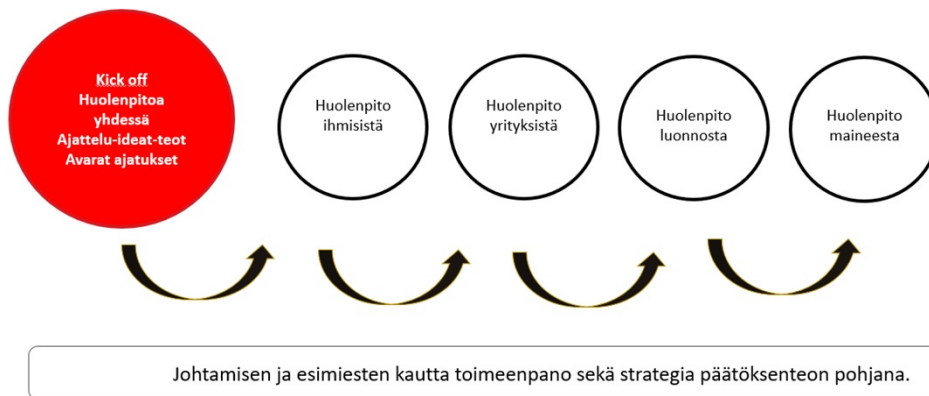 Kick off
Huolenpitoa
yhdessä
Ajattelu-ideat-teot
Avarat ajatukset
Huolenpito
ihmisistä
Huolenpito
yrityksistä
Huolenpito
luonnosta
Huolenpito
maineesta
Johtamisen ja esimiesten kautta toimeenpano sekä strategia päätöksenteon pohjana.